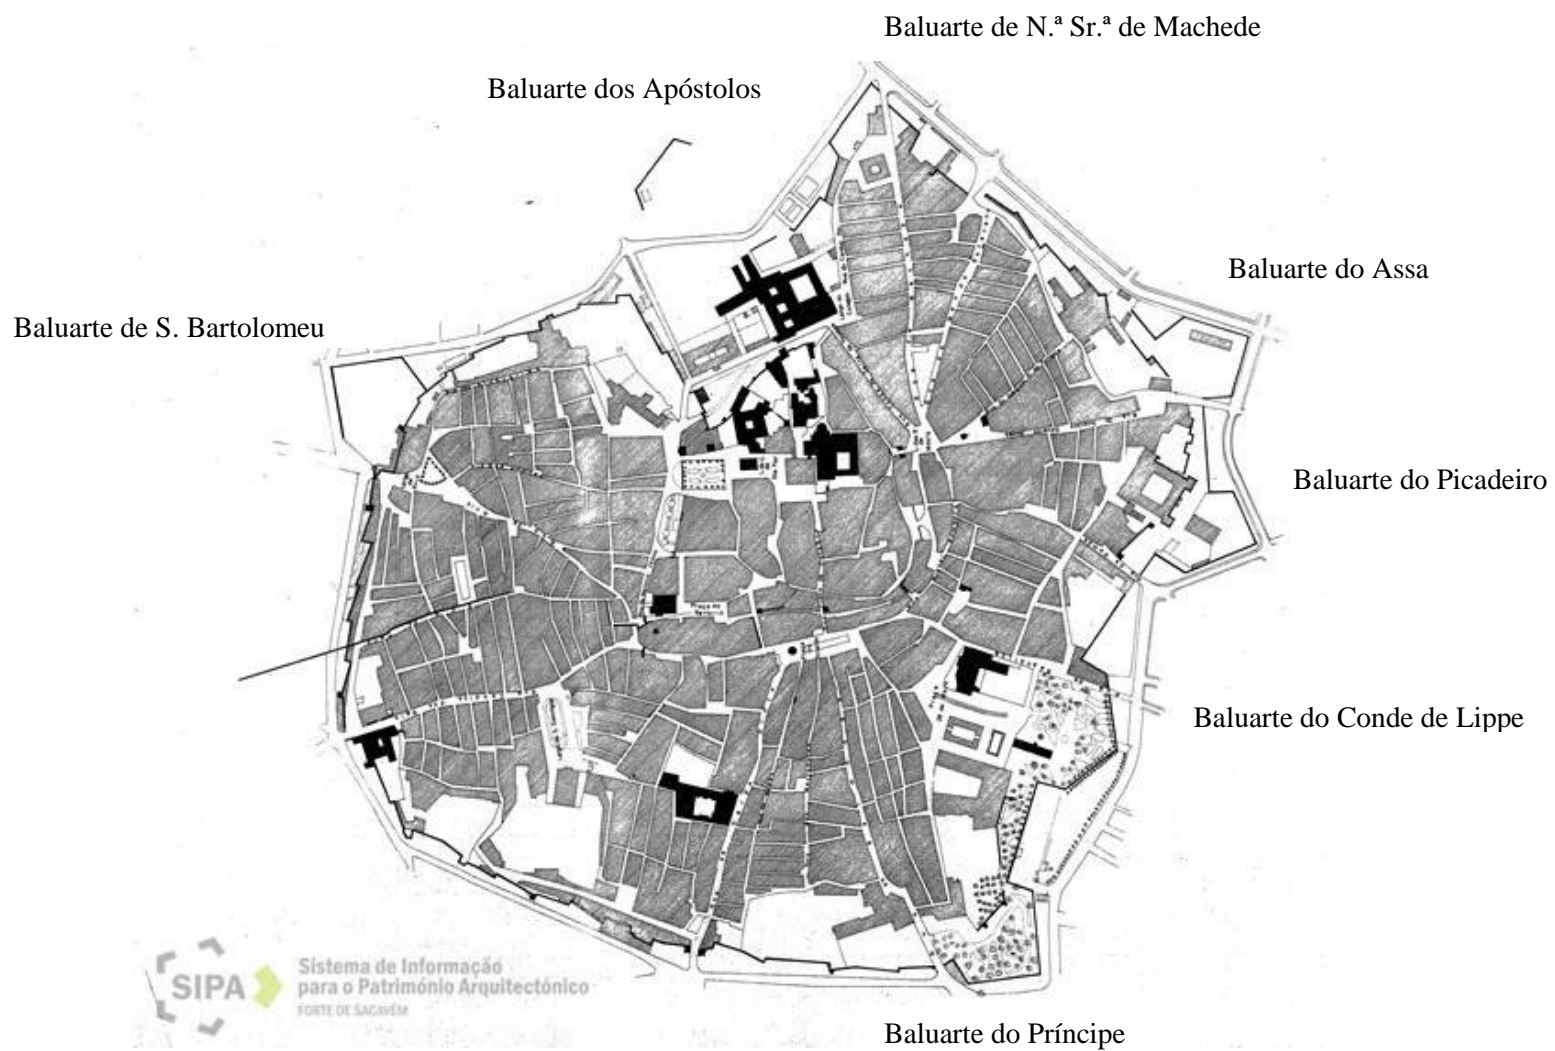 Baluarte de N.ª Sr.ª de Machede
Baluarte dos Apóstolos
Baluarte do Assa
Baluarte de S. Bartolomeu
Baluarte do Picadeiro
Baluarte do Conde de Lippe
SIPA
Sistema de Informação
para o Património Arquitectónico
FORTE DE SACAVÉM
Baluarte do Príncipe